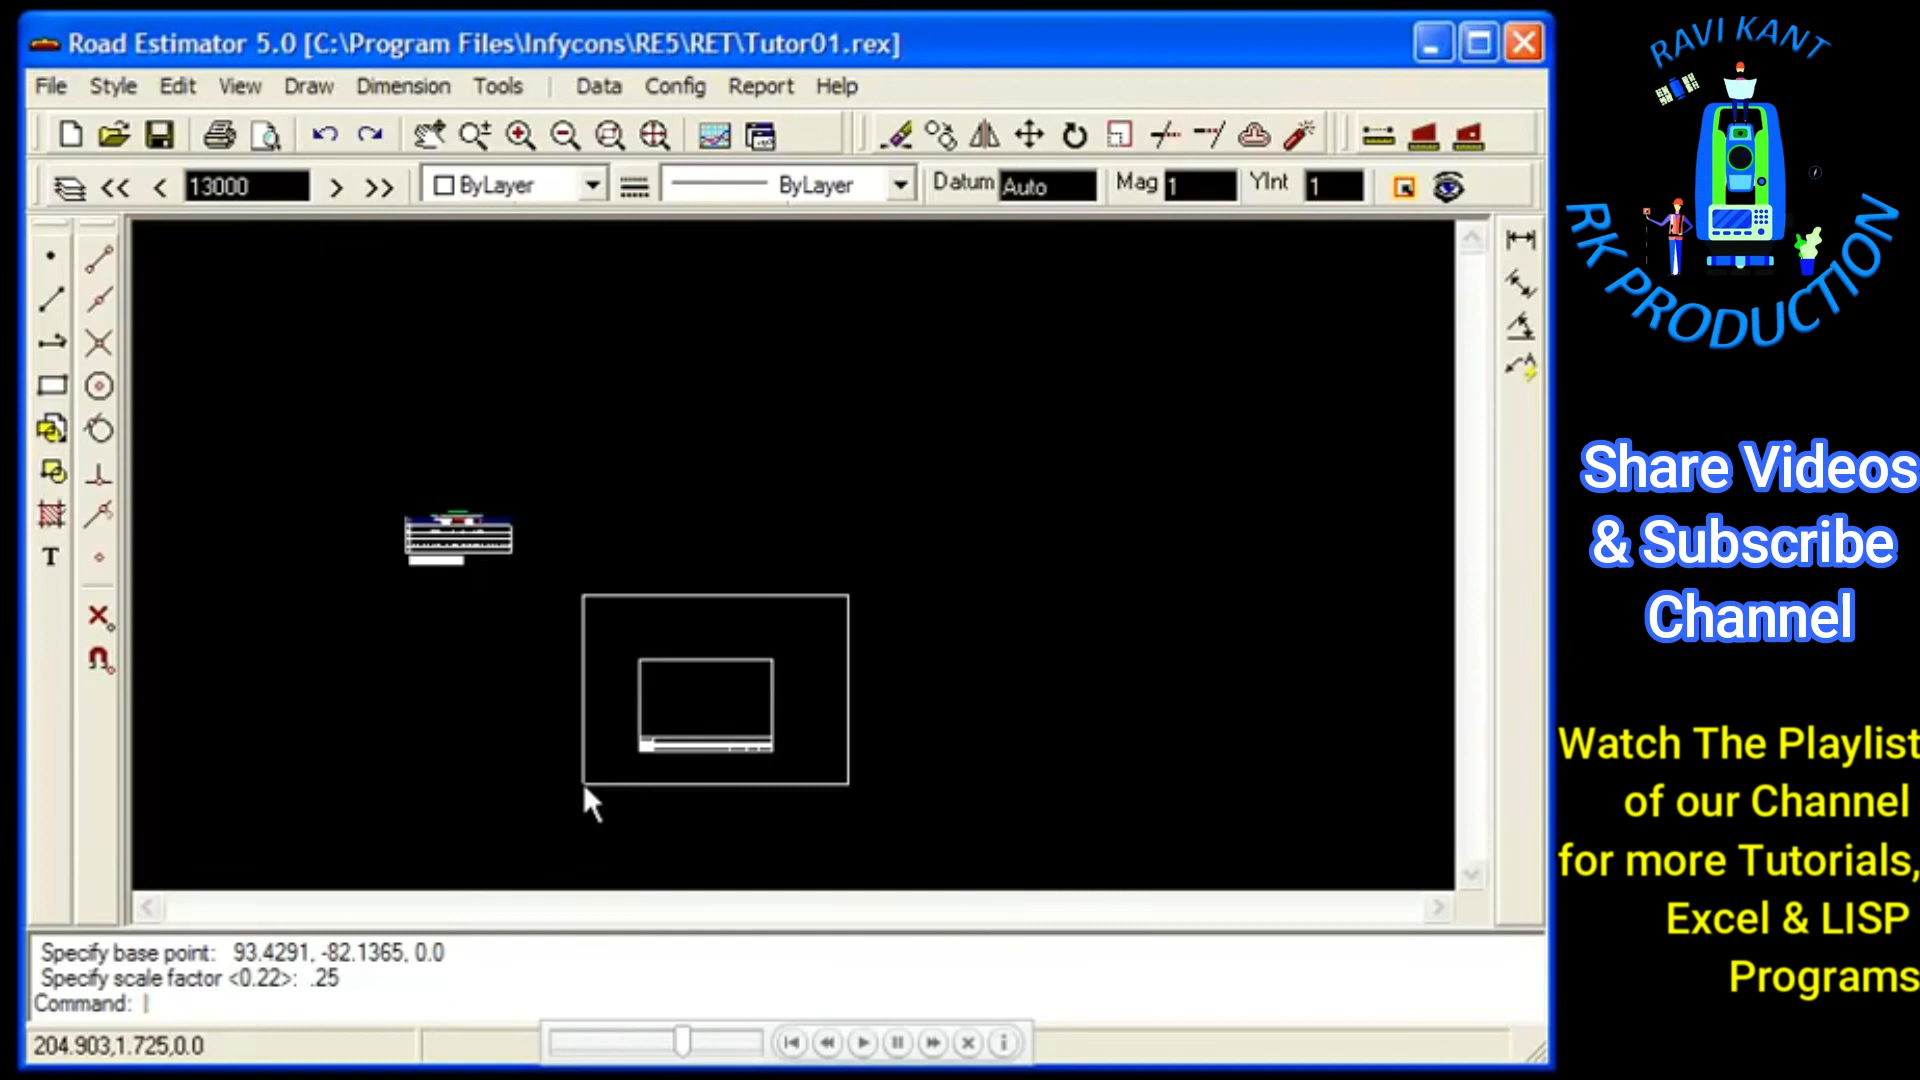 Road Estimator 5.0 [C:\Program Files\Infycons\RE5\RET\Tutor01.rex]
File Style Edit View Draw Dimension Tools | Data Config Report Help
<< < 13000 > >> ByLayer ByLayer Datum Auto Mag 1 YInt 1
T
Specify base point: 93.4291, -82.1365, 0.0
Specify scale factor <0.22>: .25
Command:
204.903,1.725,0.0
RAVI KANT
RK PRODUCTION
Share Videos
& Subscribe
Channel
Watch The Playlist
of our Channel
for more Tutorials,
Excel & LISP
Programs